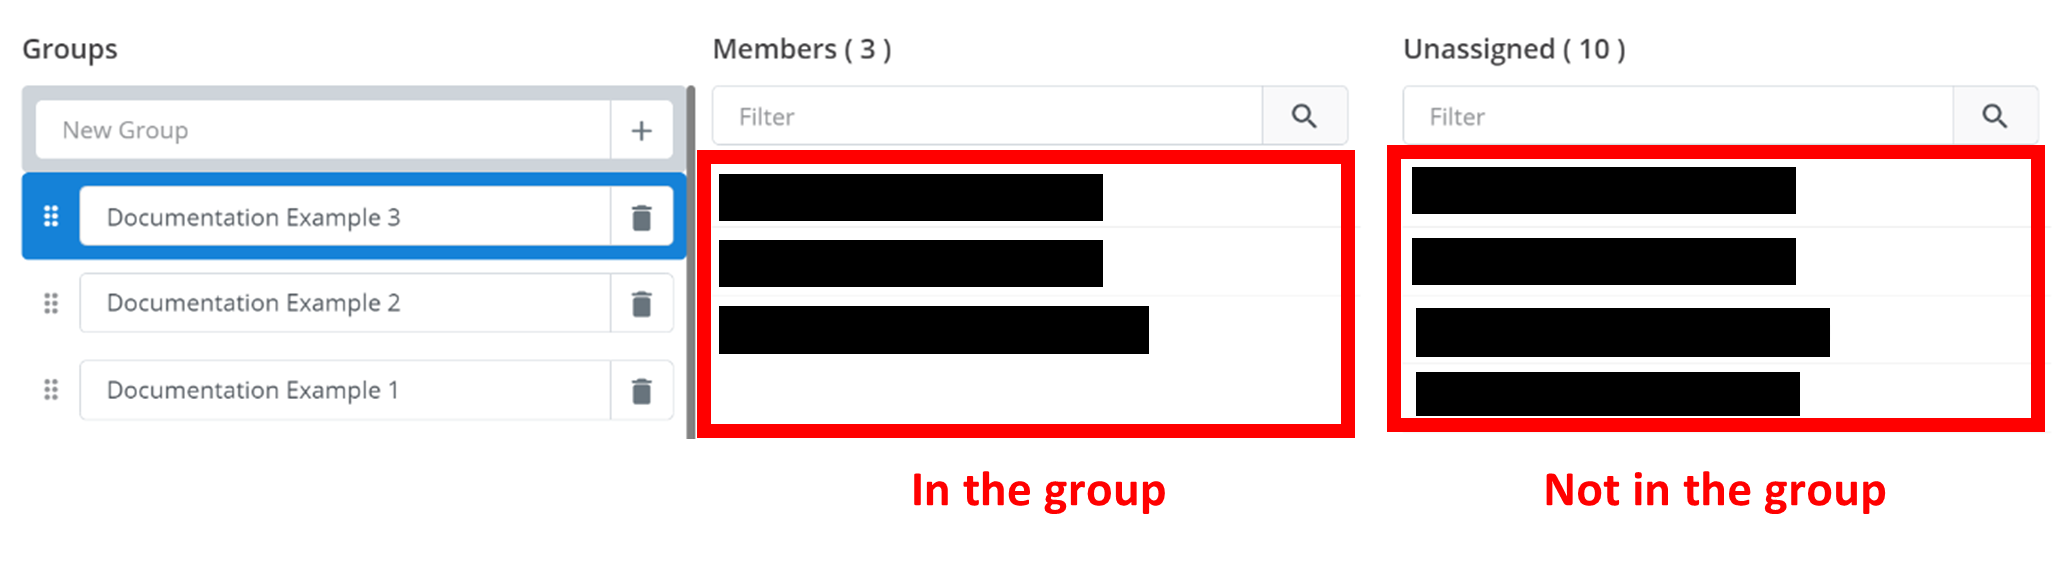 Groups
New Group
Documentation Example 3
Documentation Example 2
Documentation Example 1
Members ( 3 )
Filter
In the group
Unassigned ( 10 )
Filter
Not in the group